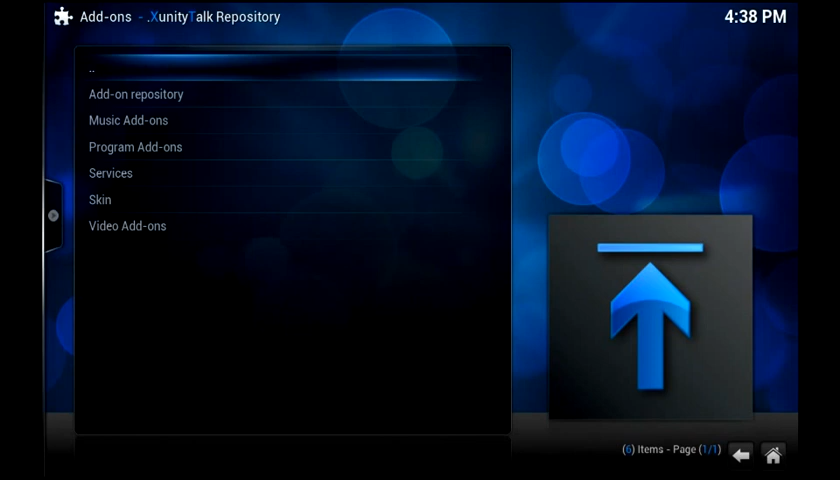 Add-ons - .XunityTalk Repository
4:38 PM
..
Add-on repository
Music Add-ons
Program Add-ons
Services
Skin
Video Add-ons
(6) Items - Page (1/1)